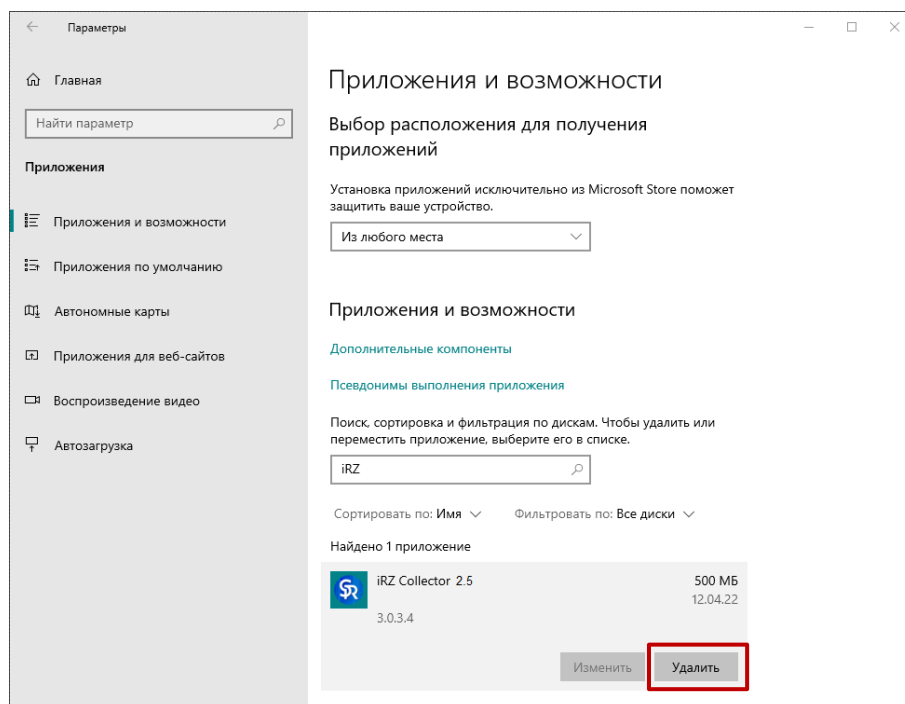 Параметры
Главная
Найти параметр
Приложения
Приложения и возможности
Приложения по умолчанию
Автономные карты
Приложения для веб-сайтов
Воспроизведение видео
Автозагрузка
Приложения и возможности
Выбор расположения для получения
приложений
Установка приложений исключительно из Microsoft Store поможет
защитить ваше устройство.
Из любого места
Приложения и возможности
Дополнительные компоненты
Псевдонимы выполнения приложения
Поиск, сортировка и фильтрация по дискам. Чтобы удалить или
переместить приложение, выберите его в списке.
iRZ
Сортировать по: Имя Фильтровать по: Все диски
Найдено 1 приложение
iRZ Collector 2.5 500 МБ
12.04.22
3.0.3.4
Изменить Удалить